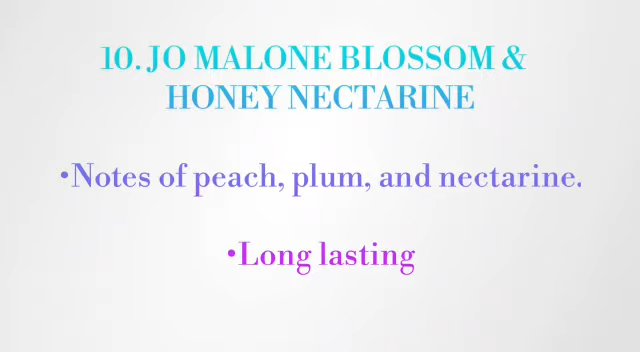 10. JO MALONE BLOSSOM &
HONEY NECTARINE
•Notes of peach, plum, and nectarine.
•Long lasting